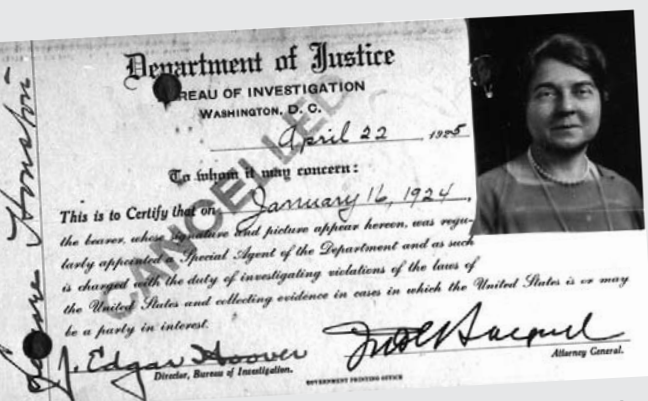 Department of Justice
BUREAU OF INVESTIGATION
WASHINGTON, D. C.
April 22 1925
To whom it may concern:
This is to Certify that on January 16, 1924,
the bearer, whose signature and picture appear hereon, was regu-
larly appointed a Special Agent of the Department and as such
is charged with the duty of investigating violations of the laws of
the United States and collecting evidence in cases in which the United States is or may
be a party in interest.
J. Edgar Hoover
Director, Bureau of Investigation.
Attorney General.
GOVERNMENT PRINTING OFFICE
CANCELLED
Houston